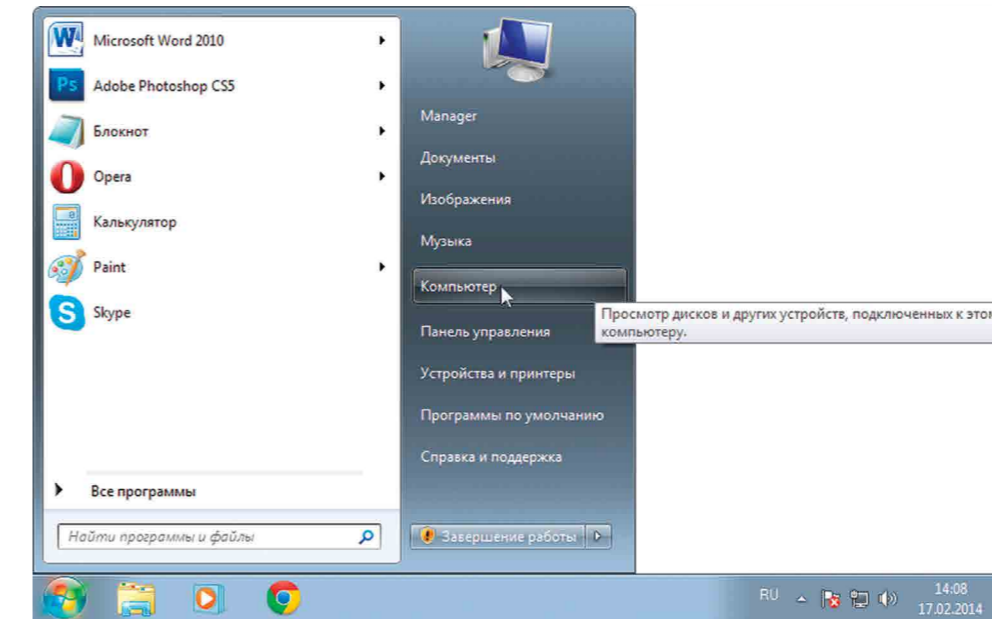 Microsoft Word 2010
Adobe Photoshop CS5
Блокнот
Opera
Калькулятор
Paint
Skype
Все программы
Найти программы и файлы
Manager
Документы
Изображения
Музыка
Компьютер
Просмотр дисков и других устройств, подключенных к
компьютеру.
Панель управления
Устройства и принтеры
Программы по умолчанию
Справка и поддержка
Завершение работы
RU
14:08
17.02.2014